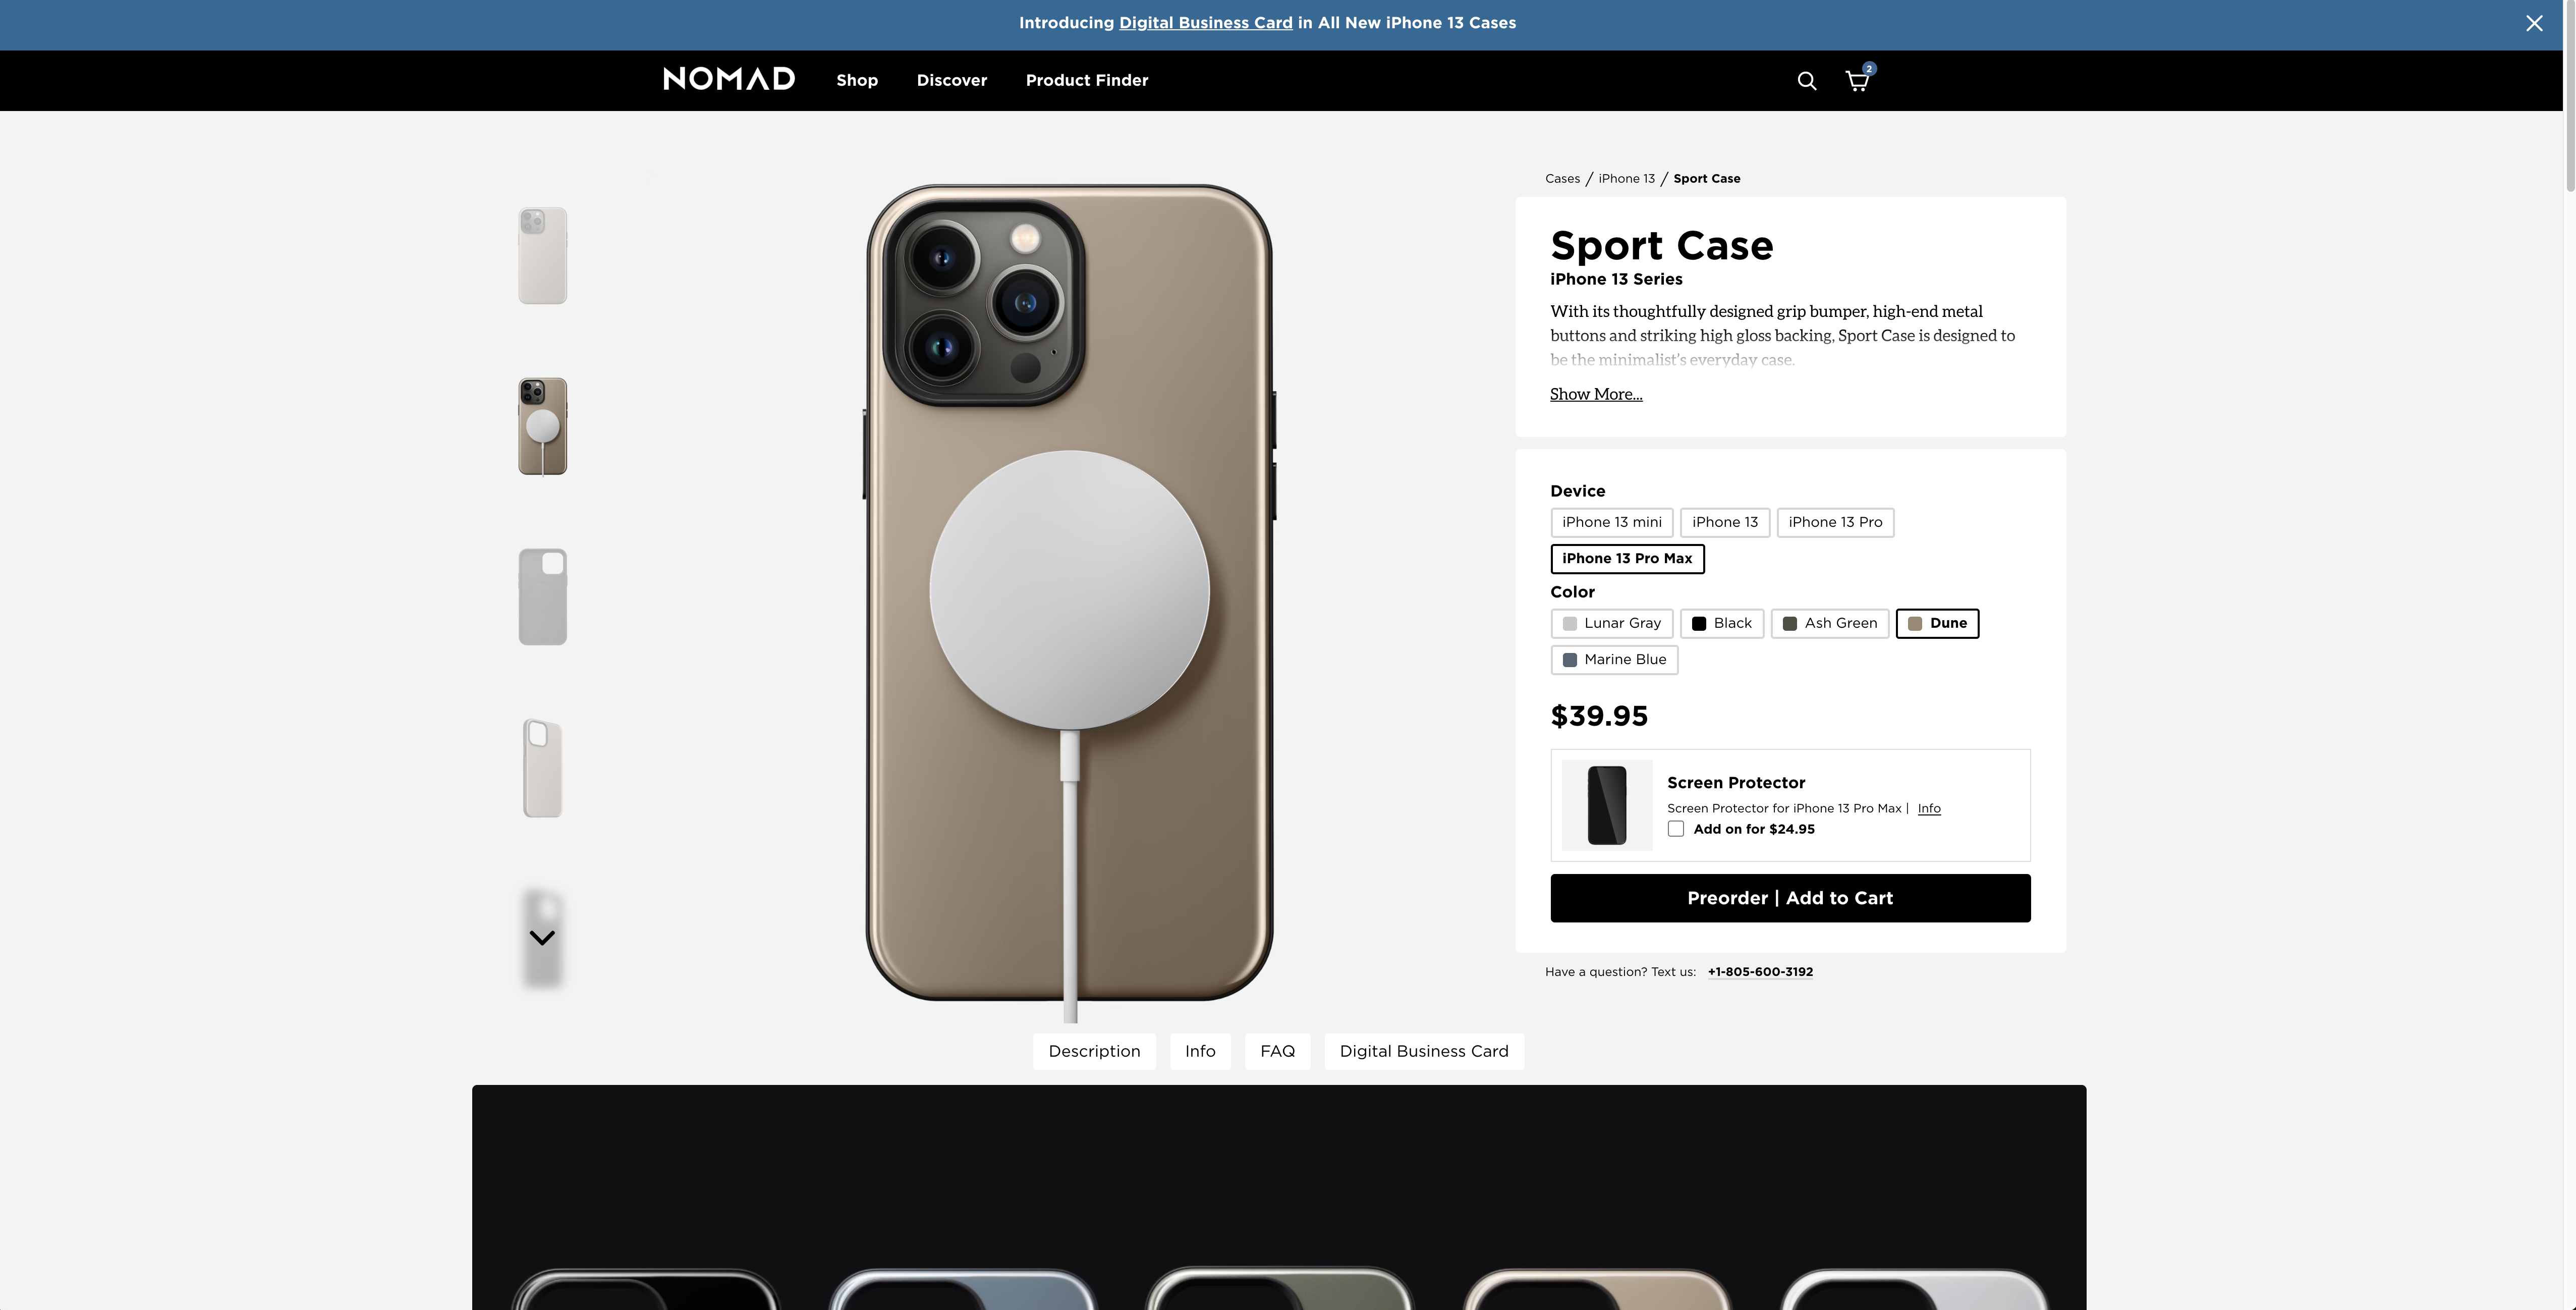 Introducing Digital Business Card in All New iPhone 13 Cases
NOMAD
Shop
Discover
Product Finder
2
Cases / iPhone 13 / Sport Case
Sport Case
iPhone 13 Series
With its thoughtfully designed grip bumper, high-end metal
buttons and striking high gloss backing, Sport Case is designed to
be the minimalist's everyday case.
Show More...
Device
iPhone 13 mini
iPhone 13
iPhone 13 Pro
iPhone 13 Pro Max
Color
Lunar Gray
Black
Ash Green
Dune
Marine Blue
$39.95
Screen Protector
Screen Protector for iPhone 13 Pro Max | Info
Add on for $24.95
Preorder | Add to Cart
Have a question? Text us: +1-805-600-3192
Description
Info
FAQ
Digital Business Card